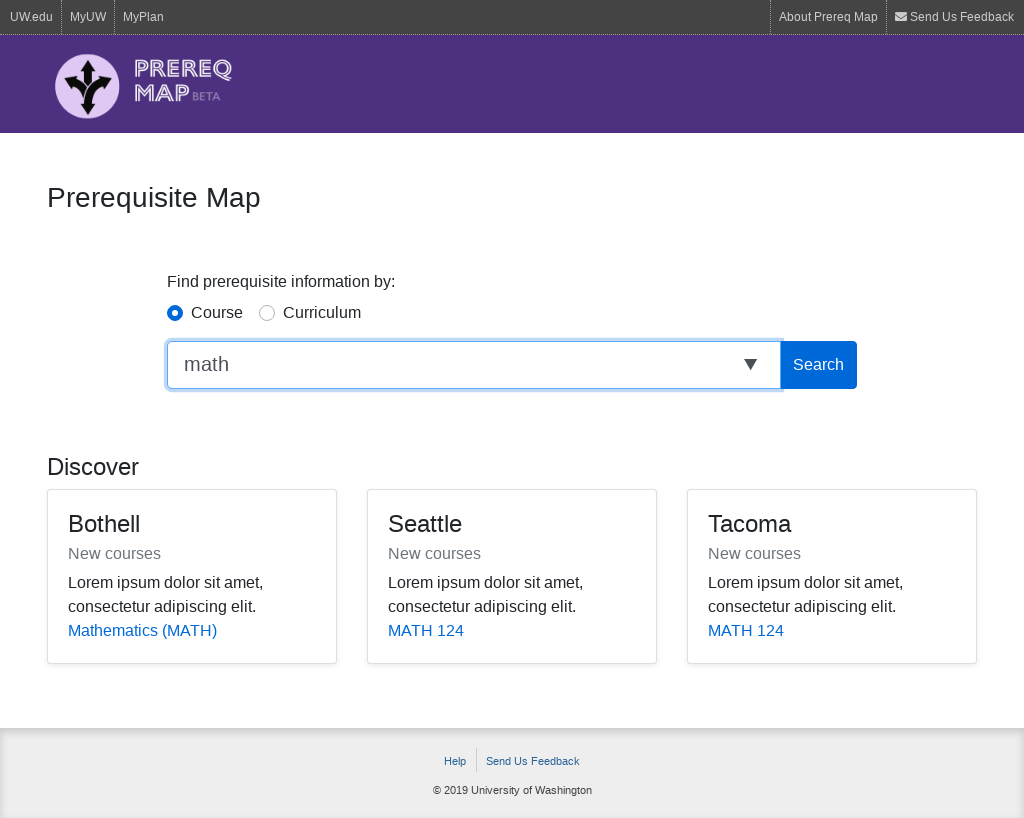 UW.edu MyUW MyPlan About Prereq Map Send Us Feedback
PREREQ
MAP BETA
Prerequisite Map
Find prerequisite information by:
Course Curriculum
math Search
Discover
Bothell
New courses
Lorem ipsum dolor sit amet,
consectetur adipiscing elit.
Mathematics (MATH)
Seattle
New courses
Lorem ipsum dolor sit amet,
consectetur adipiscing elit.
MATH 124
Tacoma
New courses
Lorem ipsum dolor sit amet,
consectetur adipiscing elit.
MATH 124
Help Send Us Feedback
© 2019 University of Washington